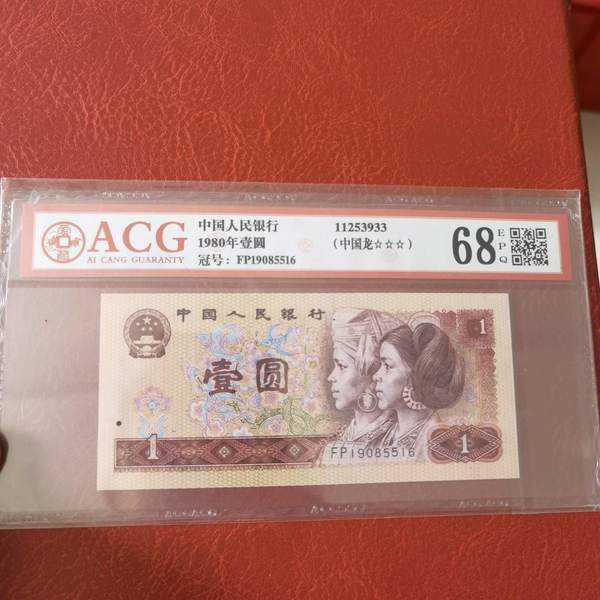 ACG
AI CANG GUARANTY
中国人民银行
1980年壹圆
冠号：FP19085516
11253933
（中国龙☆☆☆）
68
EPQ
中国人民银行
1
壹圆
FP19085516
1
1